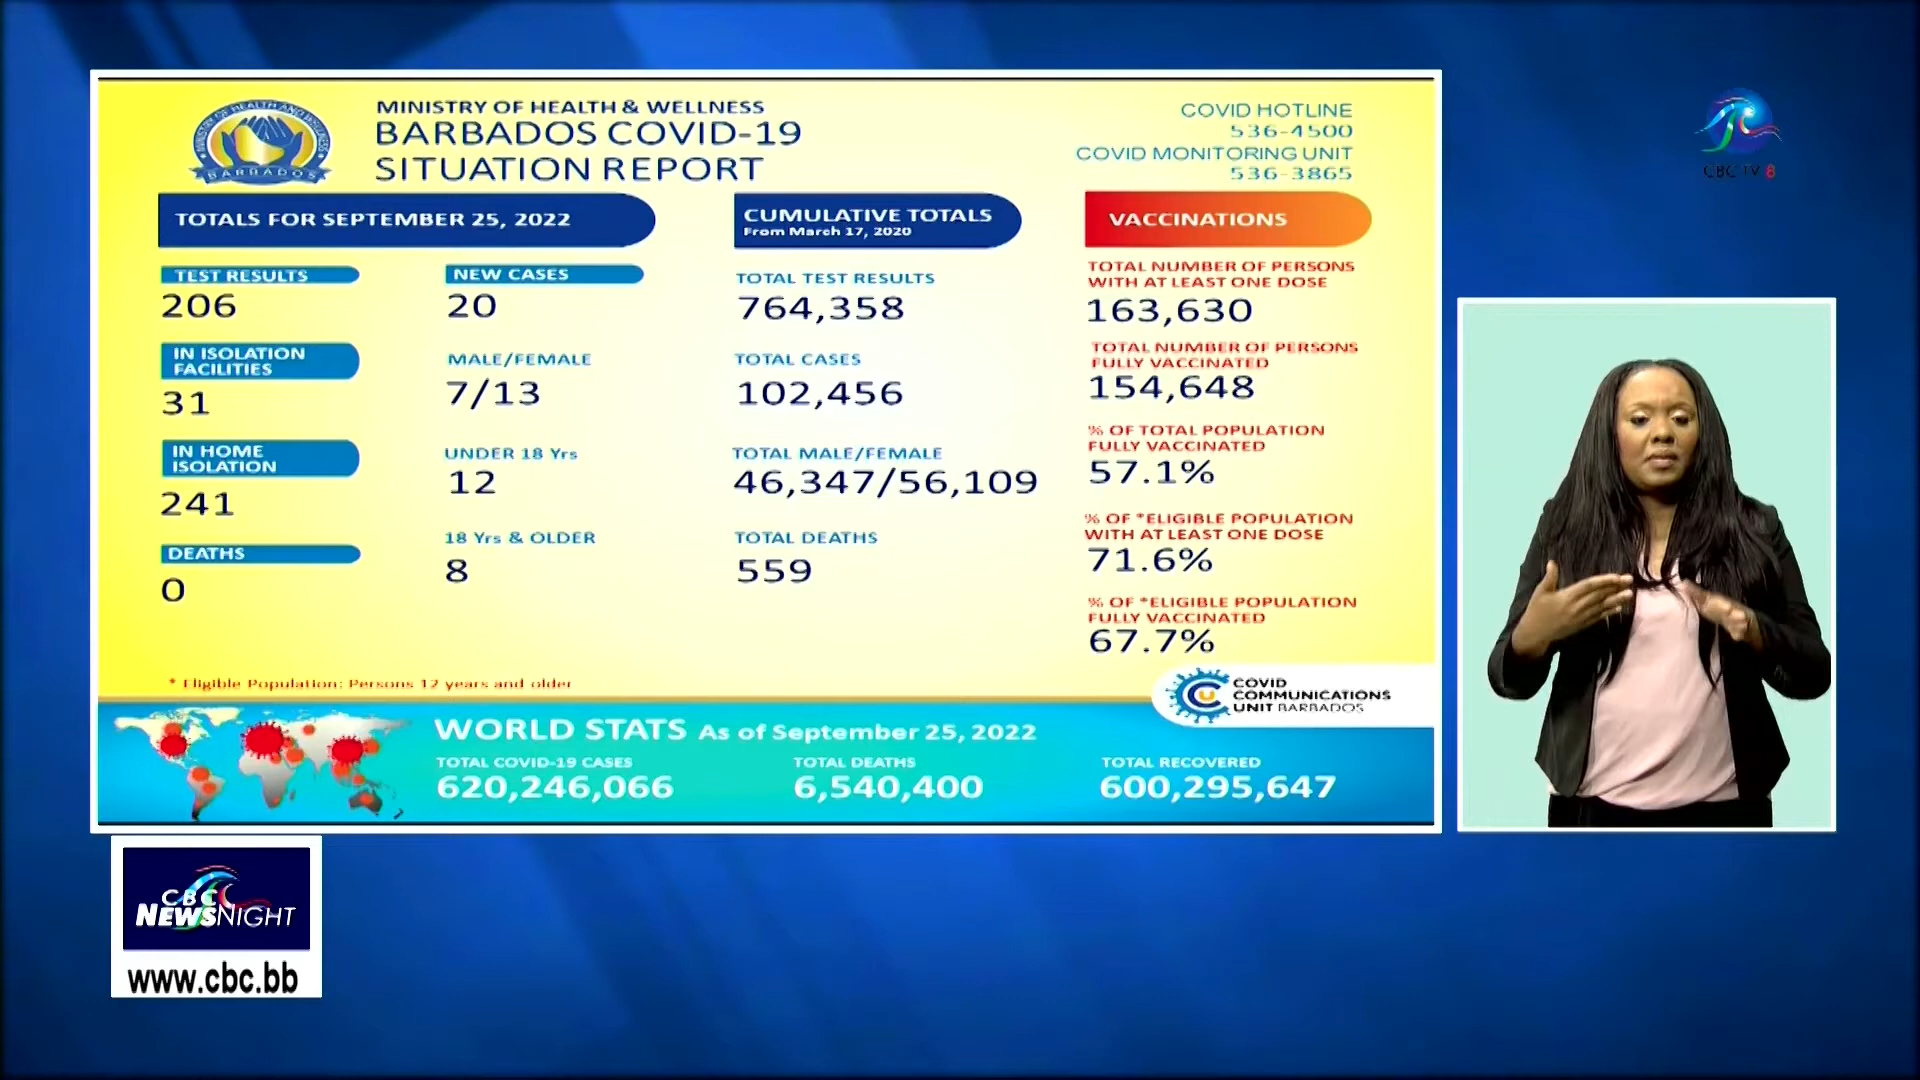 MINISTRY OF HEALTH & WELLNESS
BARBADOS COVID-19
SITUATION REPORT
COVID HOTLINE
536-4500
COVID MONITORING UNIT
536-3865
MINISTRY OF HEALTH AND WELLNESS
BARBADOS
CBC TV 8
TOTALS FOR SEPTEMBER 25, 2022
TEST RESULTS
206
IN ISOLATION
FACILITIES
31
IN HOME
ISOLATION
241
DEATHS
0
NEW CASES
20
MALE/FEMALE
7/13
UNDER 18 Yrs
12
18 Yrs & OLDER
8
CUMULATIVE TOTALS
From March 17, 2020
TOTAL TEST RESULTS
764,358
TOTAL CASES
102,456
TOTAL MALE/FEMALE
46,347/56,109
TOTAL DEATHS
559
VACCINATIONS
TOTAL NUMBER OF PERSONS
WITH AT LEAST ONE DOSE
163,630
TOTAL NUMBER OF PERSONS
FULLY VACCINATED
154,648
% OF TOTAL POPULATION
FULLY VACCINATED
57.1%
% OF *ELIGIBLE POPULATION
WITH AT LEAST ONE DOSE
71.6%
% OF *ELIGIBLE POPULATION
FULLY VACCINATED
67.7%
* Eligible Population: Persons 12 years and older
COVID
COMMUNICATIONS
UNIT BARBADOS
WORLD STATS As of September 25, 2022
TOTAL COVID-19 CASES
620,246,066
TOTAL DEATHS
6,540,400
TOTAL RECOVERED
600,295,647
CBC
NEWSNIGHT
www.cbc.bb